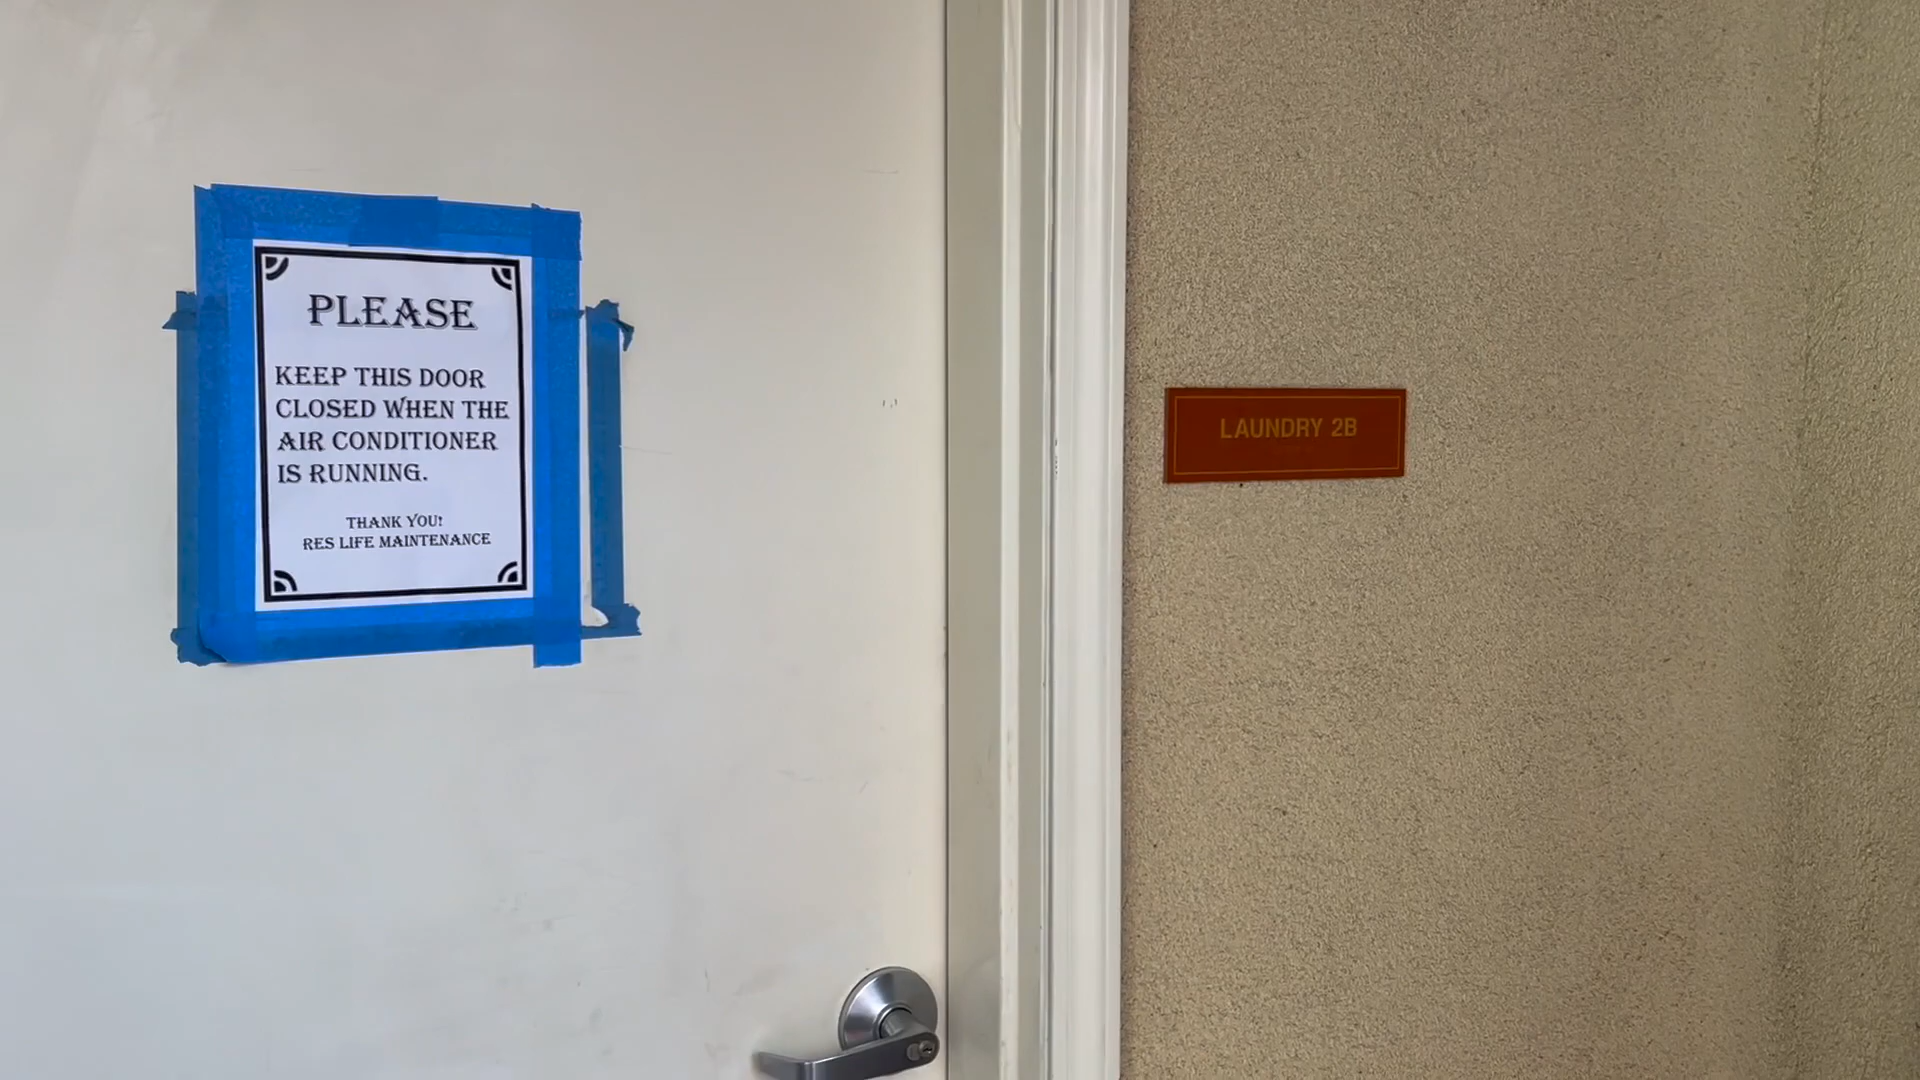 PLEASE
KEEP THIS DOOR
CLOSED WHEN THE
AIR CONDITIONER
IS RUNNING.
THANK YOU!
RES LIFE MAINTENANCE
LAUNDRY 2B